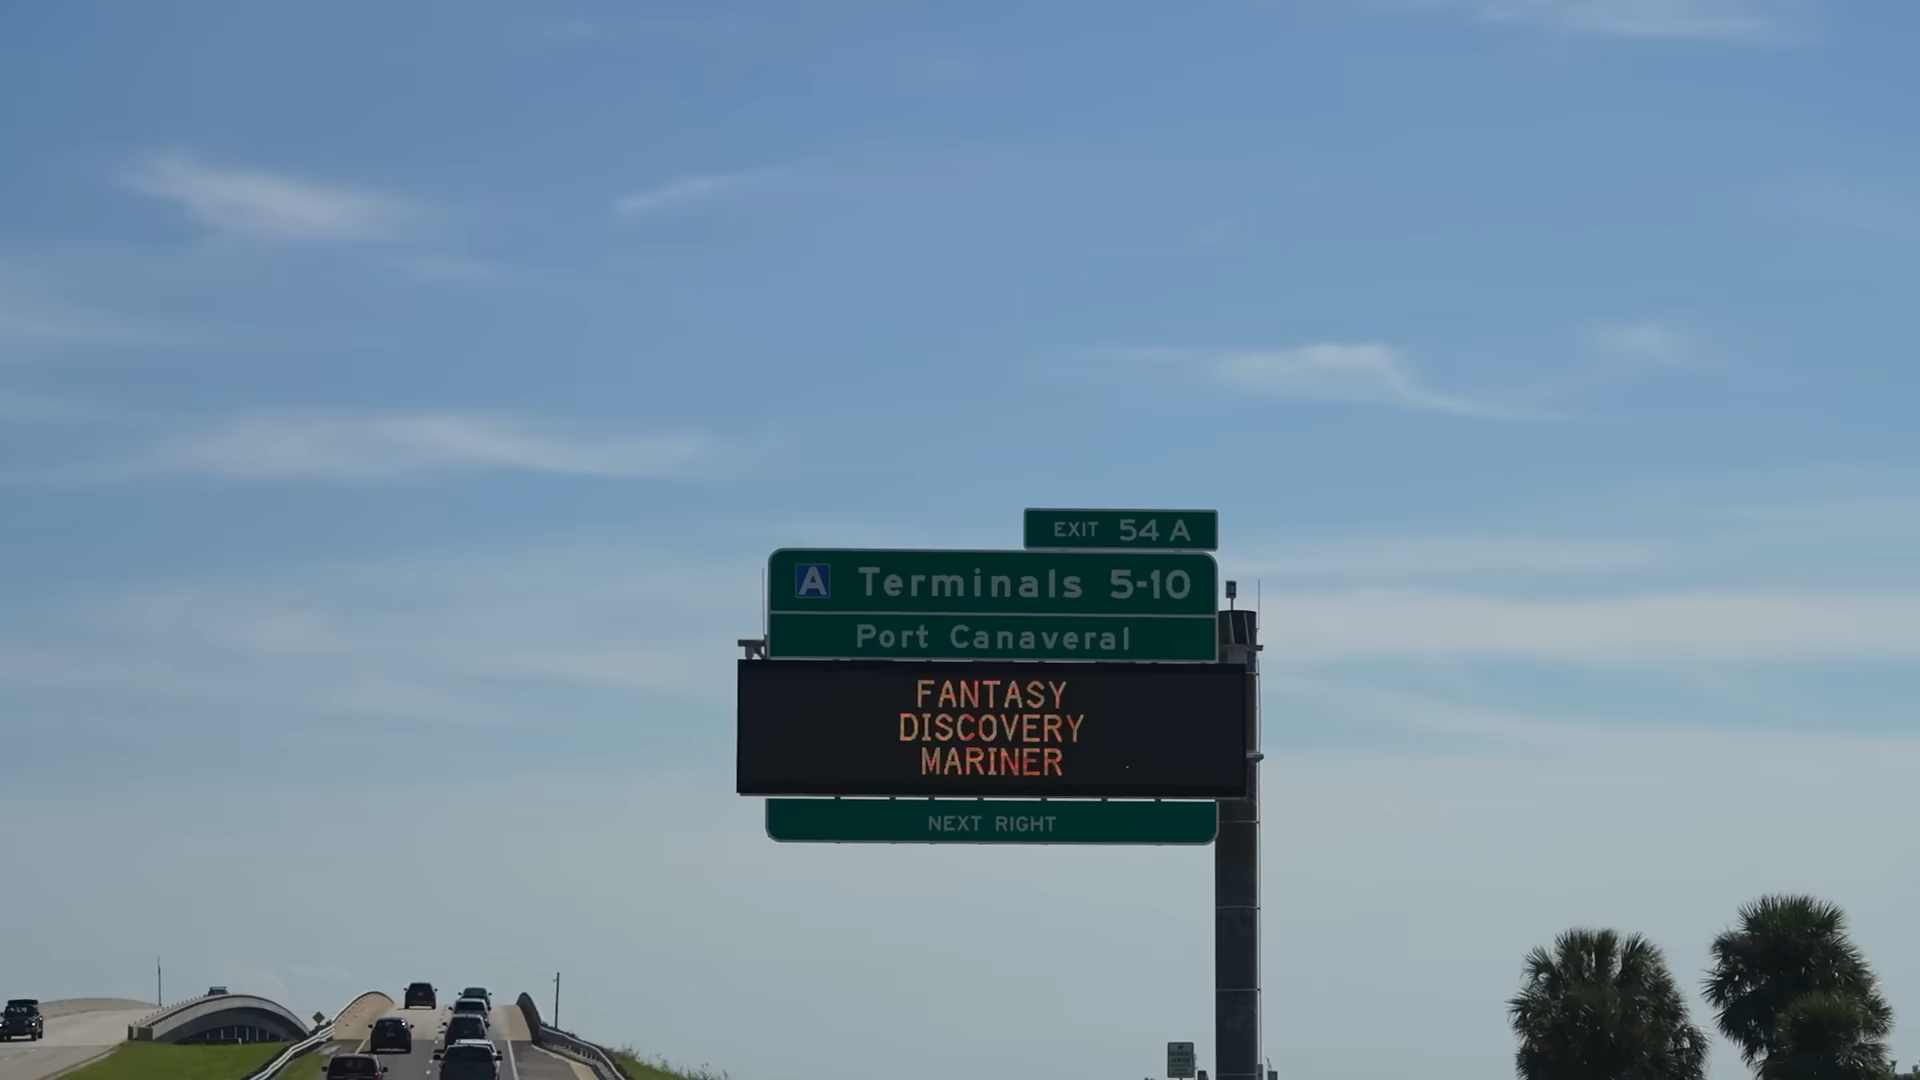 EXIT 54 A
A Terminals 5-10
Port Canaveral
FANTASY
DISCOVERY
MARINER
NEXT RIGHT